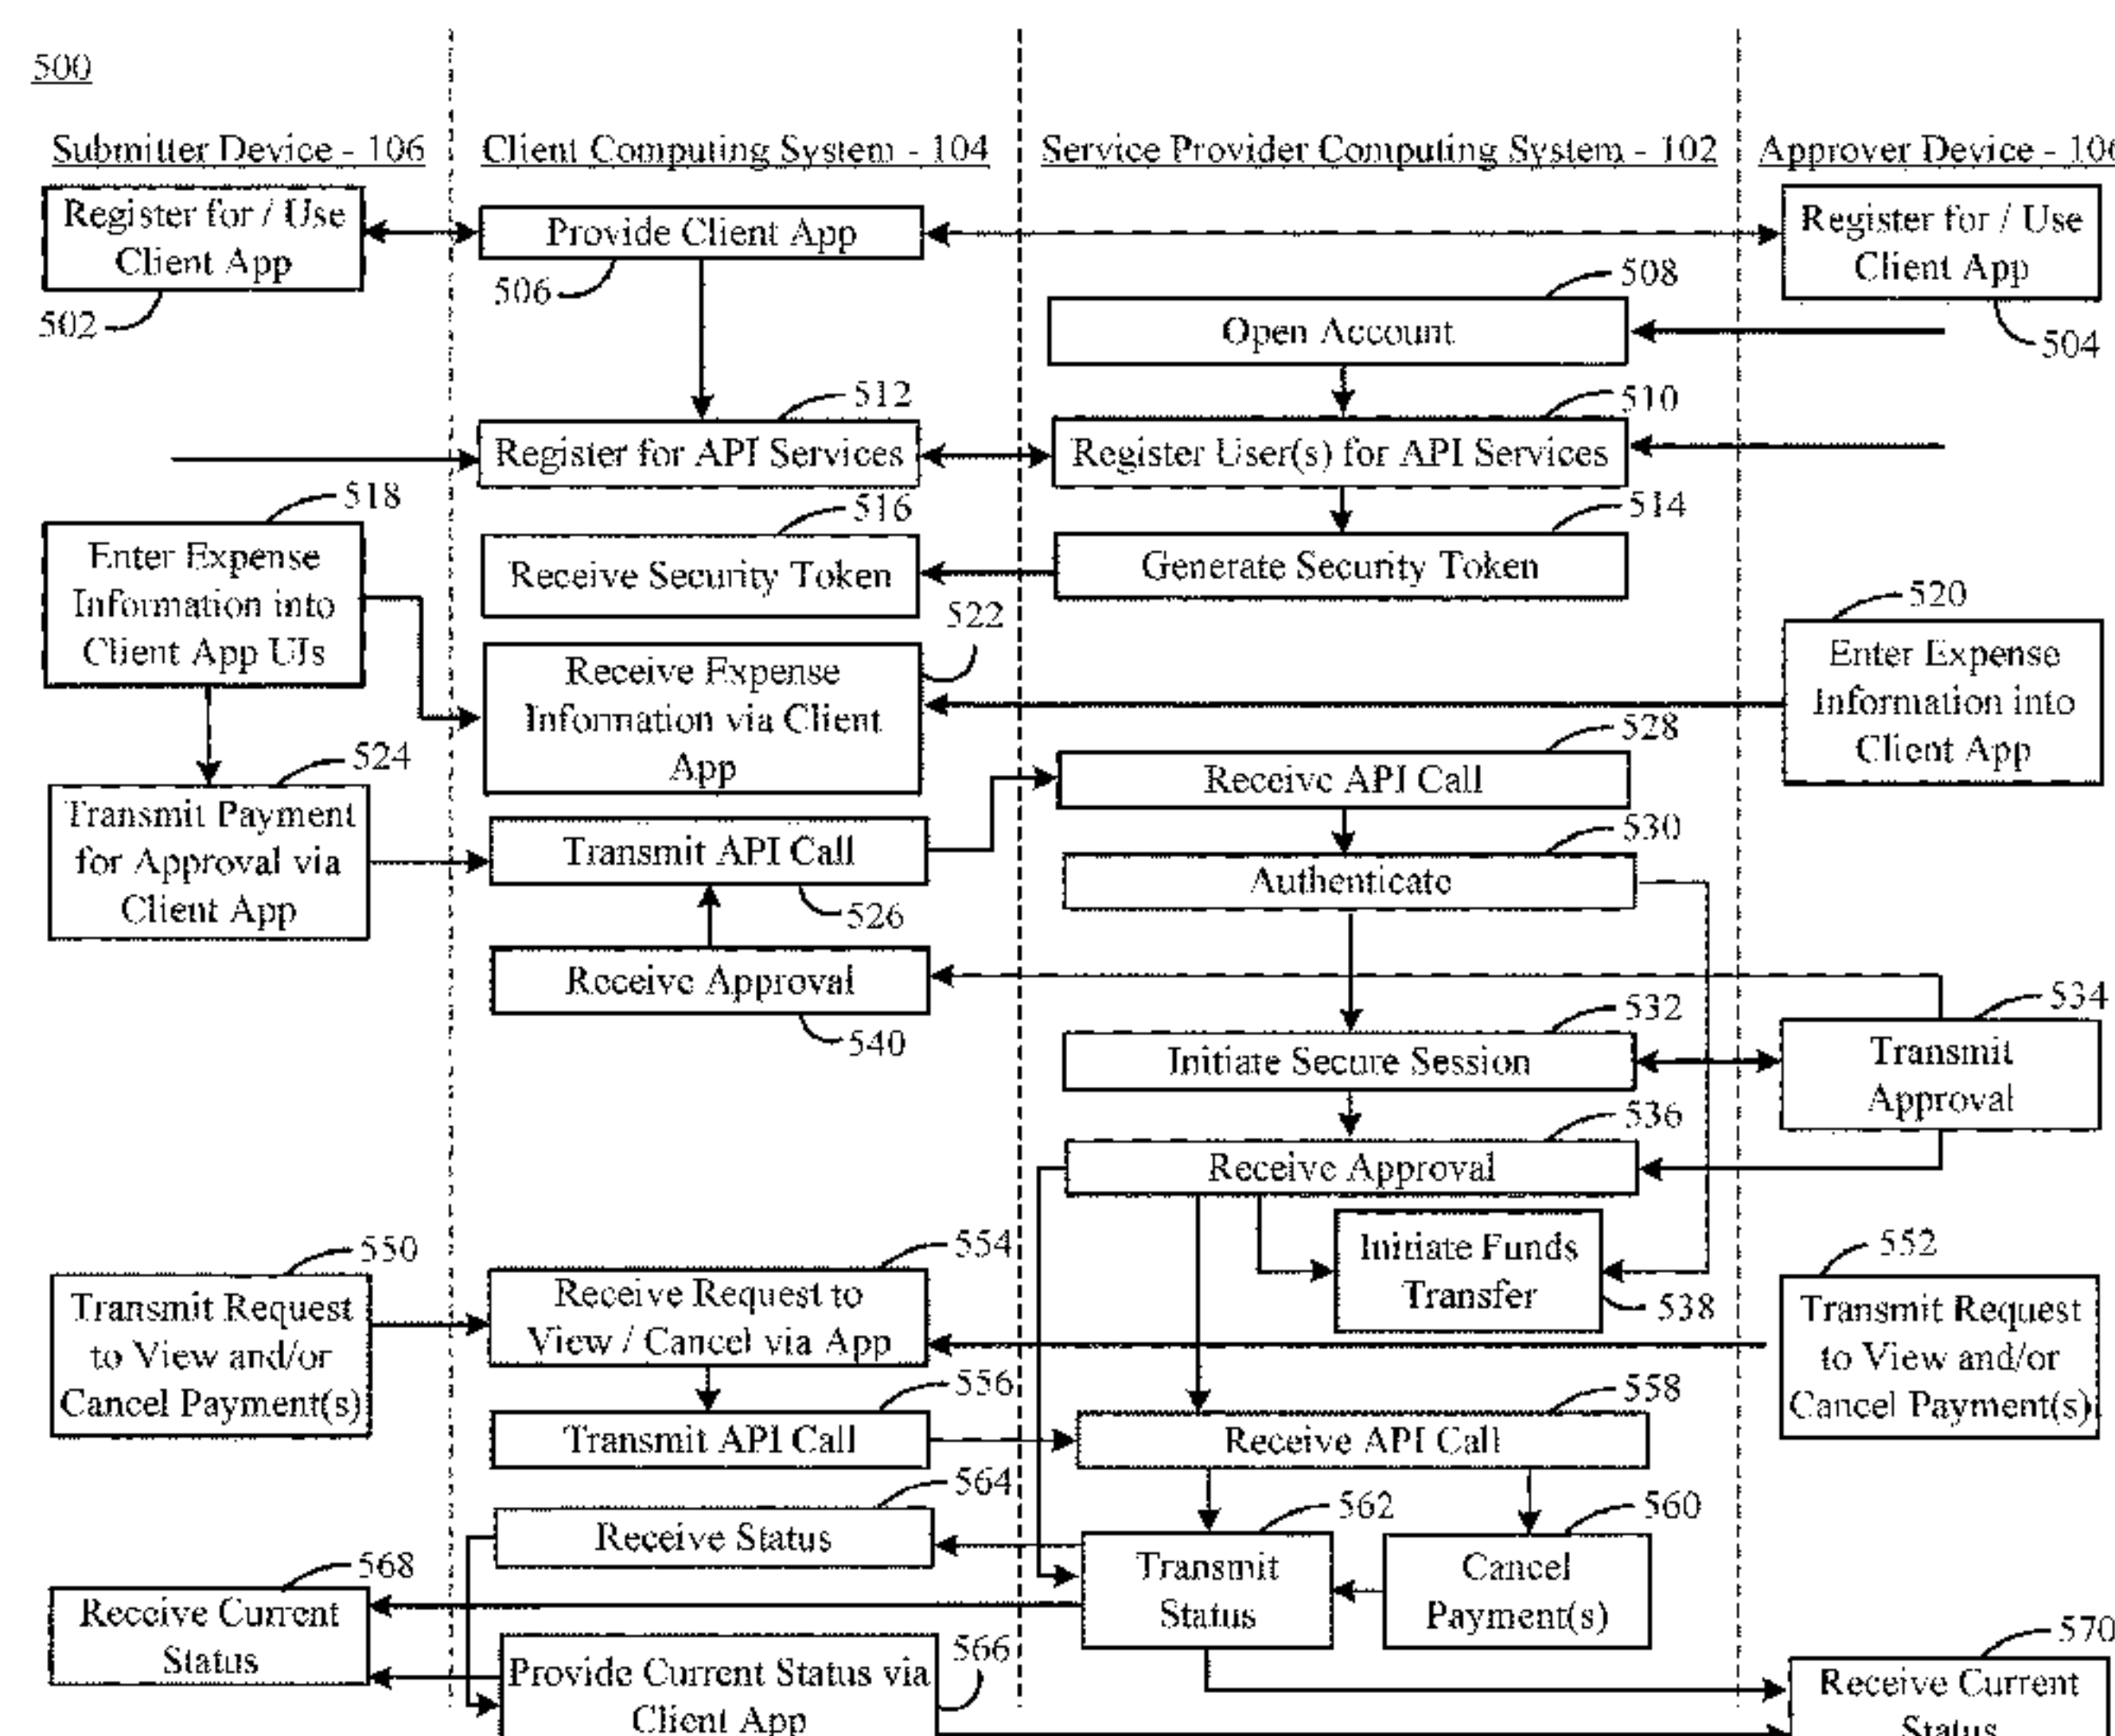 500
Submitter Device - 106
Client Computing System - 104
Service Provider Computing System - 102
Approver Device - 106
Register for / Use
Client App
502
Provide Client App
506
Register for / Use
Client App
504
508
Open Account
512
Register for API Services
510
Register User(s) for API Services
518
Enter Expense
Information into
Client App UIs
516
Receive Security Token
514
Generate Security Token
522
Receive Expense
Information via Client
App
520
Enter Expense
Information into
Client App
524
Transmit Payment
for Approval via
Client App
528
Receive API Call
Transmit API Call
526
530
Authenticate
Receive Approval
540
532
Initiate Secure Session
534
Transmit
Approval
536
Receive Approval
Initiate Funds
Transfer
538
550
Transmit Request
to View and/or
Cancel Payment(s)
554
Receive Request to
View / Cancel via App
552
Transmit Request
to View and/or
Cancel Payment(s)
556
Transmit API Call
558
Receive API Call
564
Receive Status
562
Transmit
Status
560
Cancel
Payment(s)
568
Receive Current
Status
566
Provide Current Status via
Client App
570
Receive Current
Status